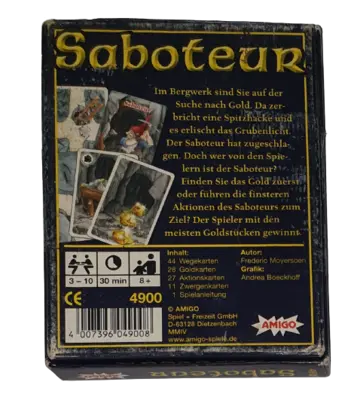 Saboteur
Im Bergwerk sind Sie auf der
Suche nach Gold. Da zer-
bricht eine Spitzhacke und
es erlischt das Grubenlicht.
Der Saboteur hat zugeschla-
gen. Doch wer von den Spie-
lern ist der Saboteur?
Finden Sie das Gold zuerst
oder führen die finsteren
Aktionen des Saboteurs zum
Ziel? Der Spieler mit den
meisten Goldstücken gewinnt.
3 – 10
30 min
8+
CE
4900
Inhalt:
44 Wegekarten
28 Goldkarten
27 Aktionskarten
11 Zwergenkarten
1 Spielanleitung
Autor:
Frederic Moyersoen
Grafik:
Andrea Boeckhoff
© AMIGO
Spiel + Freizeit GmbH
D-63128 Dietzenbach
MMIV
www.amigo-spiele.de
AMIGO
4 007396 049008
Saboteur